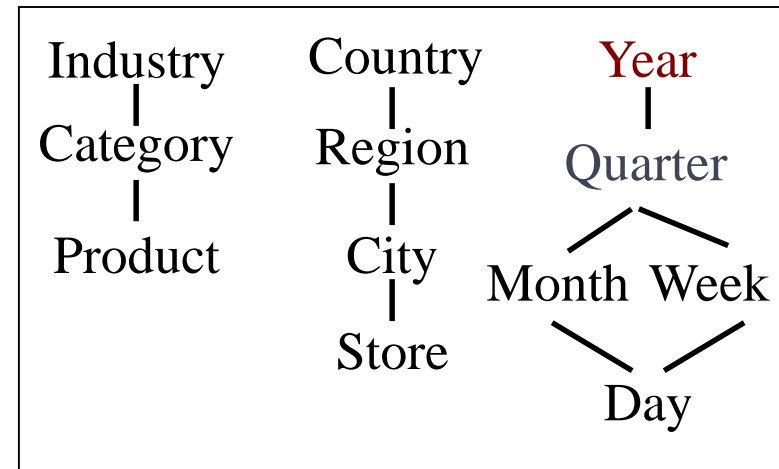 Industry Country Year
Category Region Quarter
Product City Month Week
Store
Day